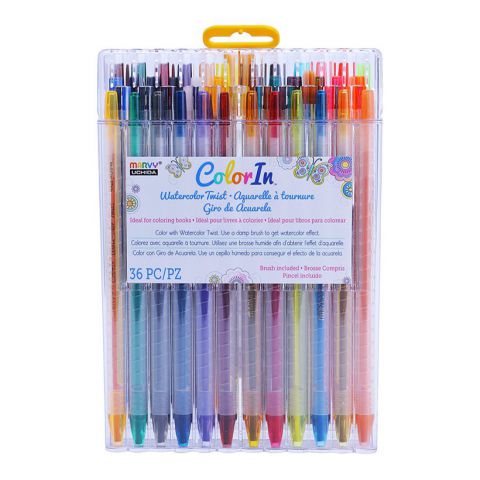 MARVY
UCHIDA
ColorIn™
Watercolor Twist • Aquarelle à tournure
Giro de Acuarela
Ideal for coloring books • Idéal pour livres à colorier • Ideal para libros para colorear
Color with Watercolor Twist. Use a damp brush to get watercolor effect.
Colorez avec aquarelle à tournure. Utilisez une brosse humide afin d'obtenir l'effet d'aquarelle.
Color con Giro de Acuarela. Use un cepillo húmedo para conseguir el efecto de la acuarela.
36 PC/PZ
Brush included • Brosse Compris
Pincel incluido